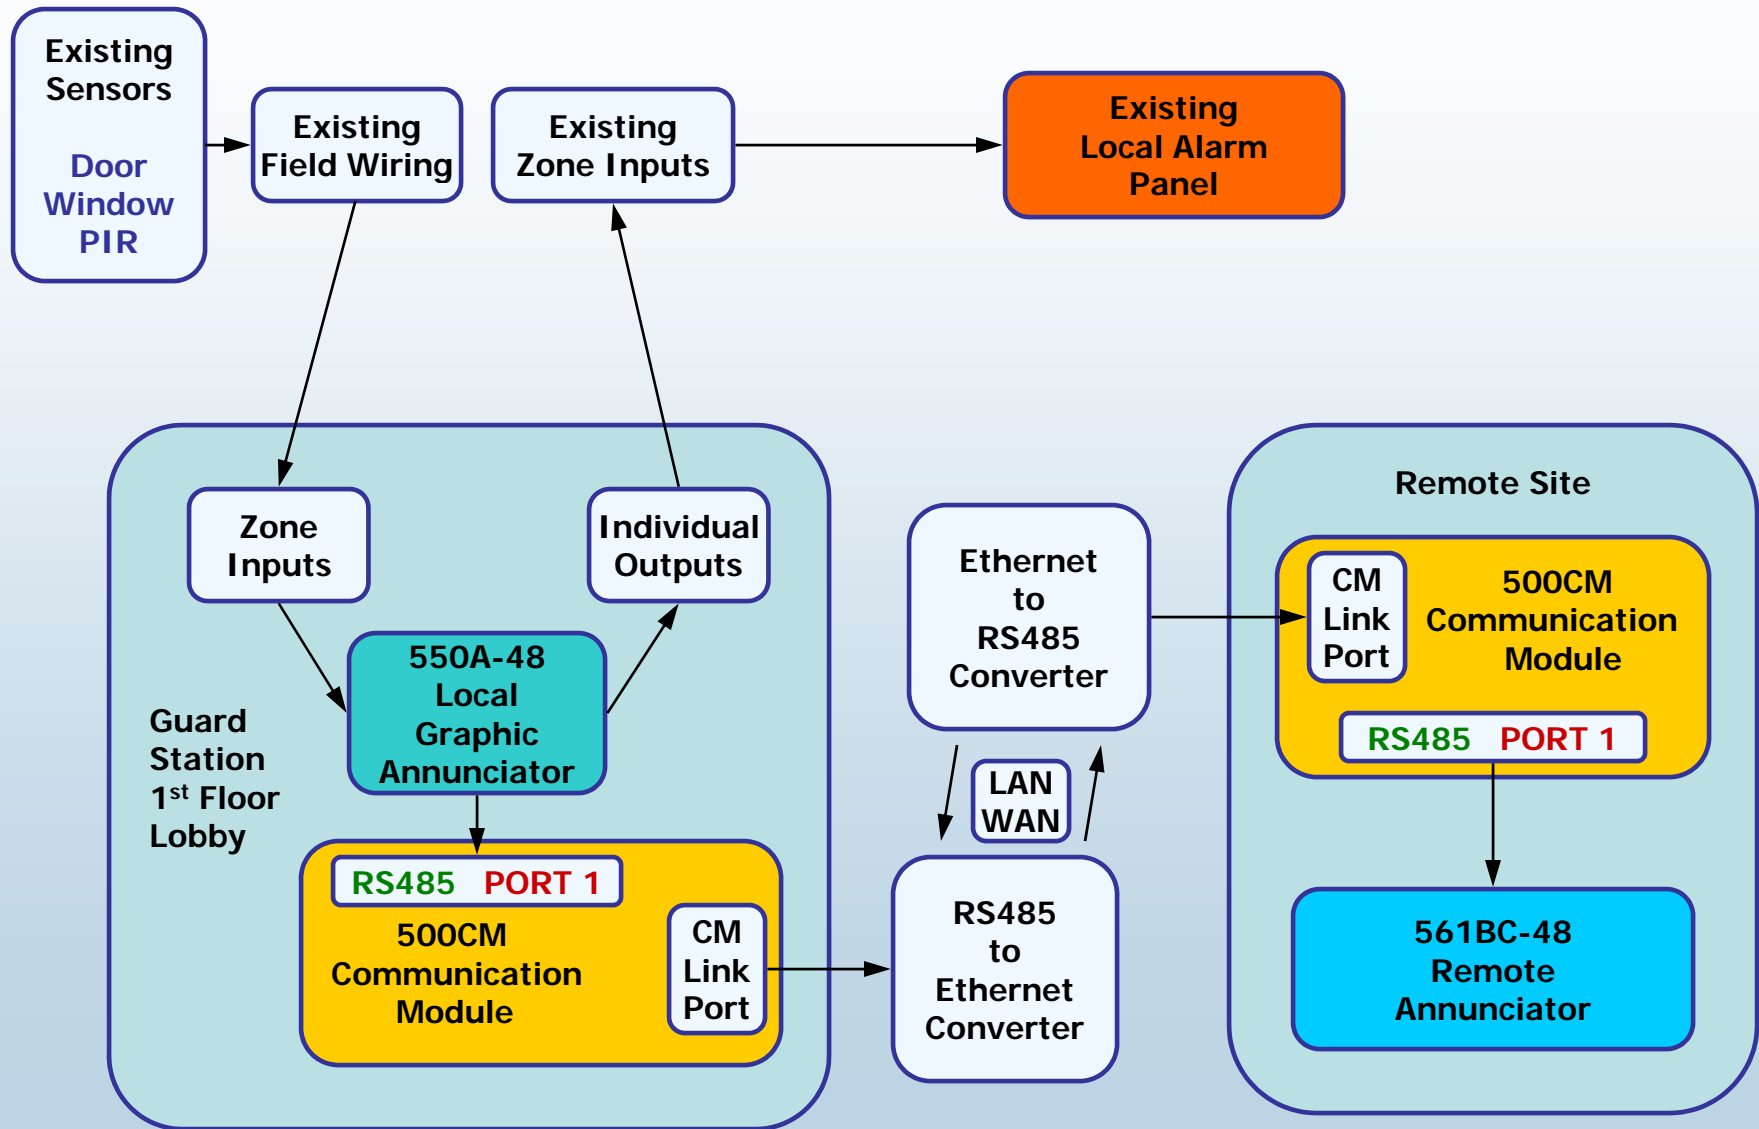 Existing
Sensors
Door
Window
PIR
Existing
Field Wiring
Existing
Zone Inputs
Existing
Local Alarm
Panel
Zone
Inputs
Individual
Outputs
550A-48
Local
Graphic
Annunciator
Guard
Station
1st Floor
Lobby
RS485 PORT 1
500CM
Communication
Module
CM
Link
Port
Ethernet
to
RS485
Converter
LAN
WAN
RS485
to
Ethernet
Converter
Remote Site
CM
Link
Port
500CM
Communication
Module
RS485 PORT 1
561BC-48
Remote
Annunciator